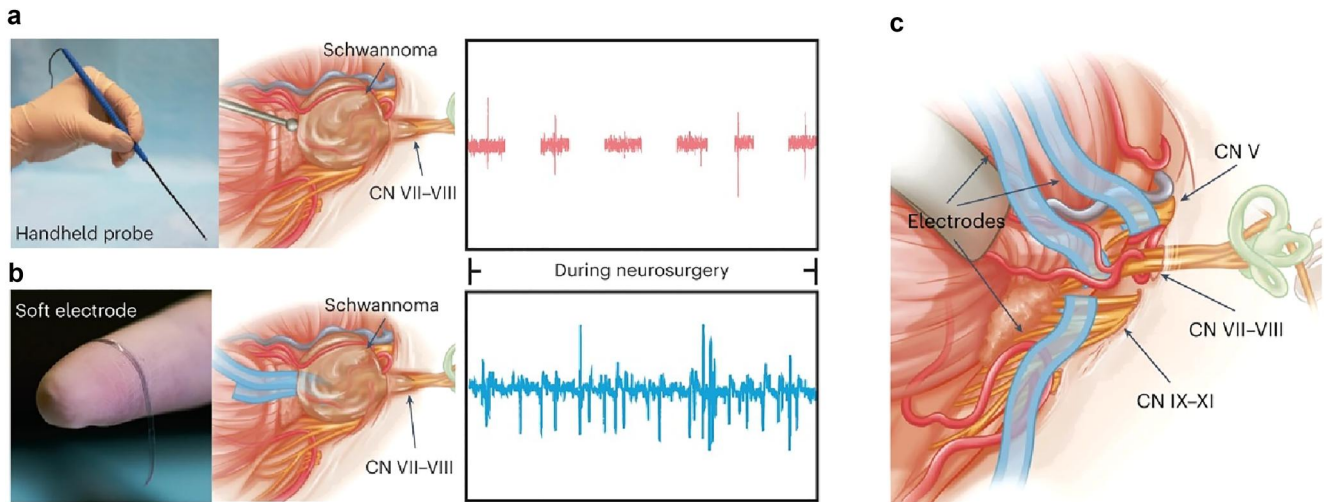 a
Handheld probe
Schwannoma
CN VII–VIII
During neurosurgery
b
Soft electrode
Schwannoma
CN VII–VIII
c
Electrodes
CN V
CN VII–VIII
CN IX–XI